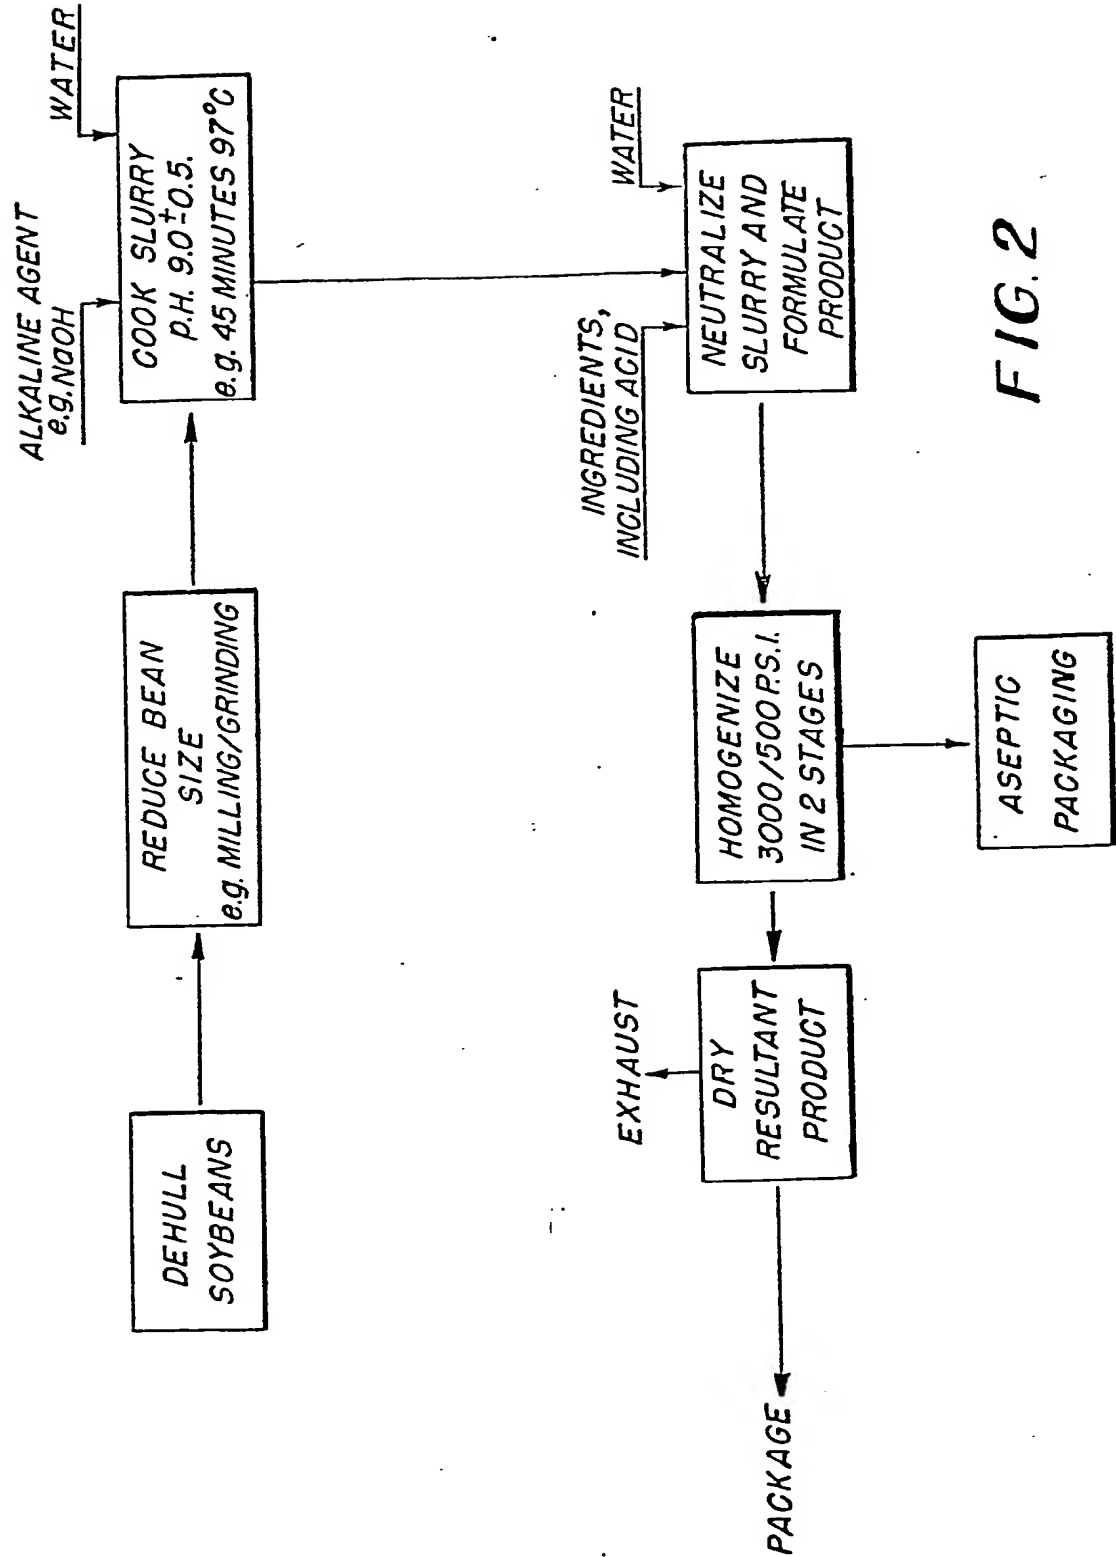 DEHULL
SOYBEANS
REDUCE BEAN
SIZE
e.g. MILLING/GRINDING
ALKALINE AGENT
e.g. NaOH
WATER
COOK SLURRY
p.H. 9.0±0.5.
e.g. 45 MINUTES 97°C
INGREDIENTS,
INCLUDING ACID
WATER
NEUTRALIZE
SLURRY AND
FORMULATE
PRODUCT
HOMOGENIZE
3000/500 P.S.I.
IN 2 STAGES
ASEPTIC
PACKAGING
EXHAUST
DRY
RESULTANT
PRODUCT
PACKAGE
FIG. 2